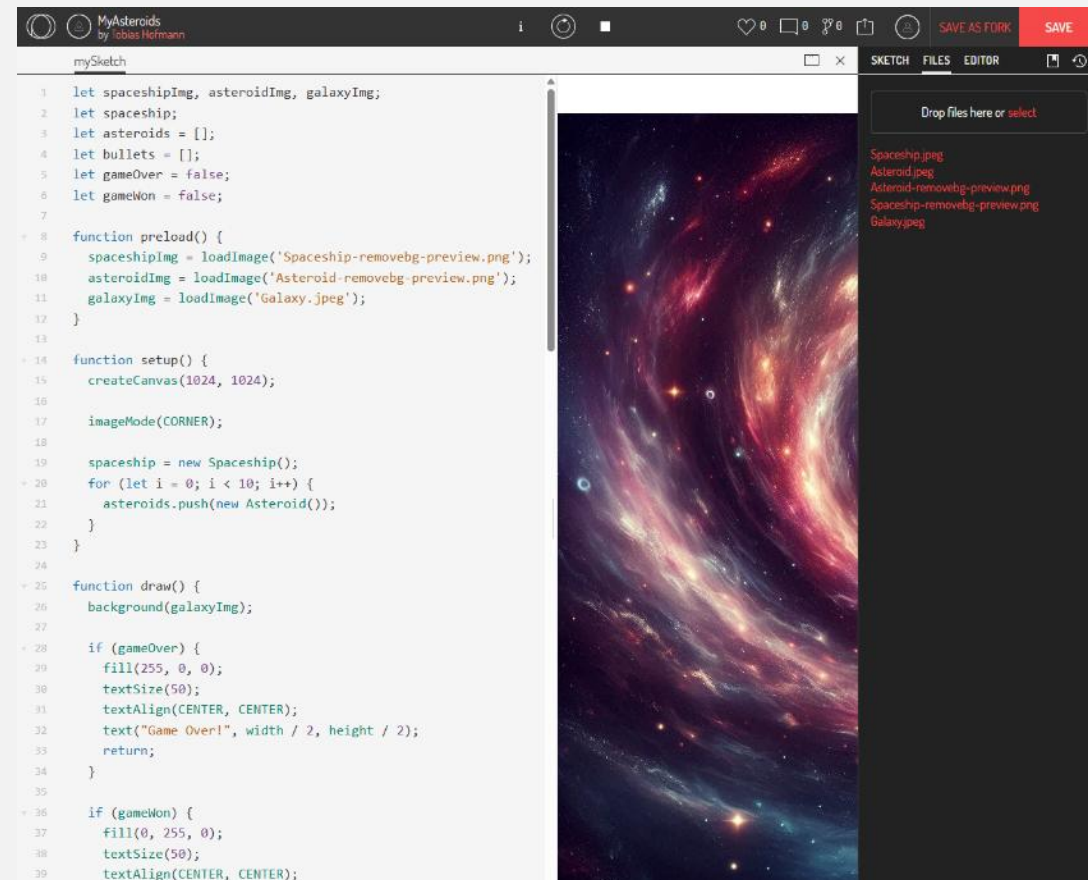 MyAsteroids
by Tobias Hofmann
i
0
0
0
SAVE AS FORK
SAVE
mySketch
SKETCH FILES EDITOR
1 let spaceshipImg, asteroidImg, galaxyImg;
2 let spaceship;
3 let asteroids = [];
4 let bullets = [];
5 let gameOver = false;
6 let gameWon = false;
7
8 function preload() {
9 spaceshipImg = loadImage('Spaceship-removebg-preview.png');
10 asteroidImg = loadImage('Asteroid-removebg-preview.png');
11 galaxyImg = loadImage('Galaxy.jpeg');
12 }
13
14 function setup() {
15 createCanvas(1024, 1024);
16
17 imageMode(CORNER);
18
19 spaceship = new Spaceship();
20 for (let i = 0; i < 10; i++) {
21 asteroids.push(new Asteroid());
22 }
23 }
24
25 function draw() {
26 background(galaxyImg);
27
28 if (gameOver) {
29 fill(255, 0, 0);
30 textSize(50);
31 textAlign(CENTER, CENTER);
32 text("Game Over!", width / 2, height / 2);
33 return;
34 }
35
36 if (gameWon) {
37 fill(0, 255, 0);
38 textSize(50);
39 textAlign(CENTER, CENTER);
Drop files here or select
Spaceship.jpeg
Asteroid.jpeg
Asteroid-removebg-preview.png
Spaceship-removebg-preview.png
Galaxy.jpeg